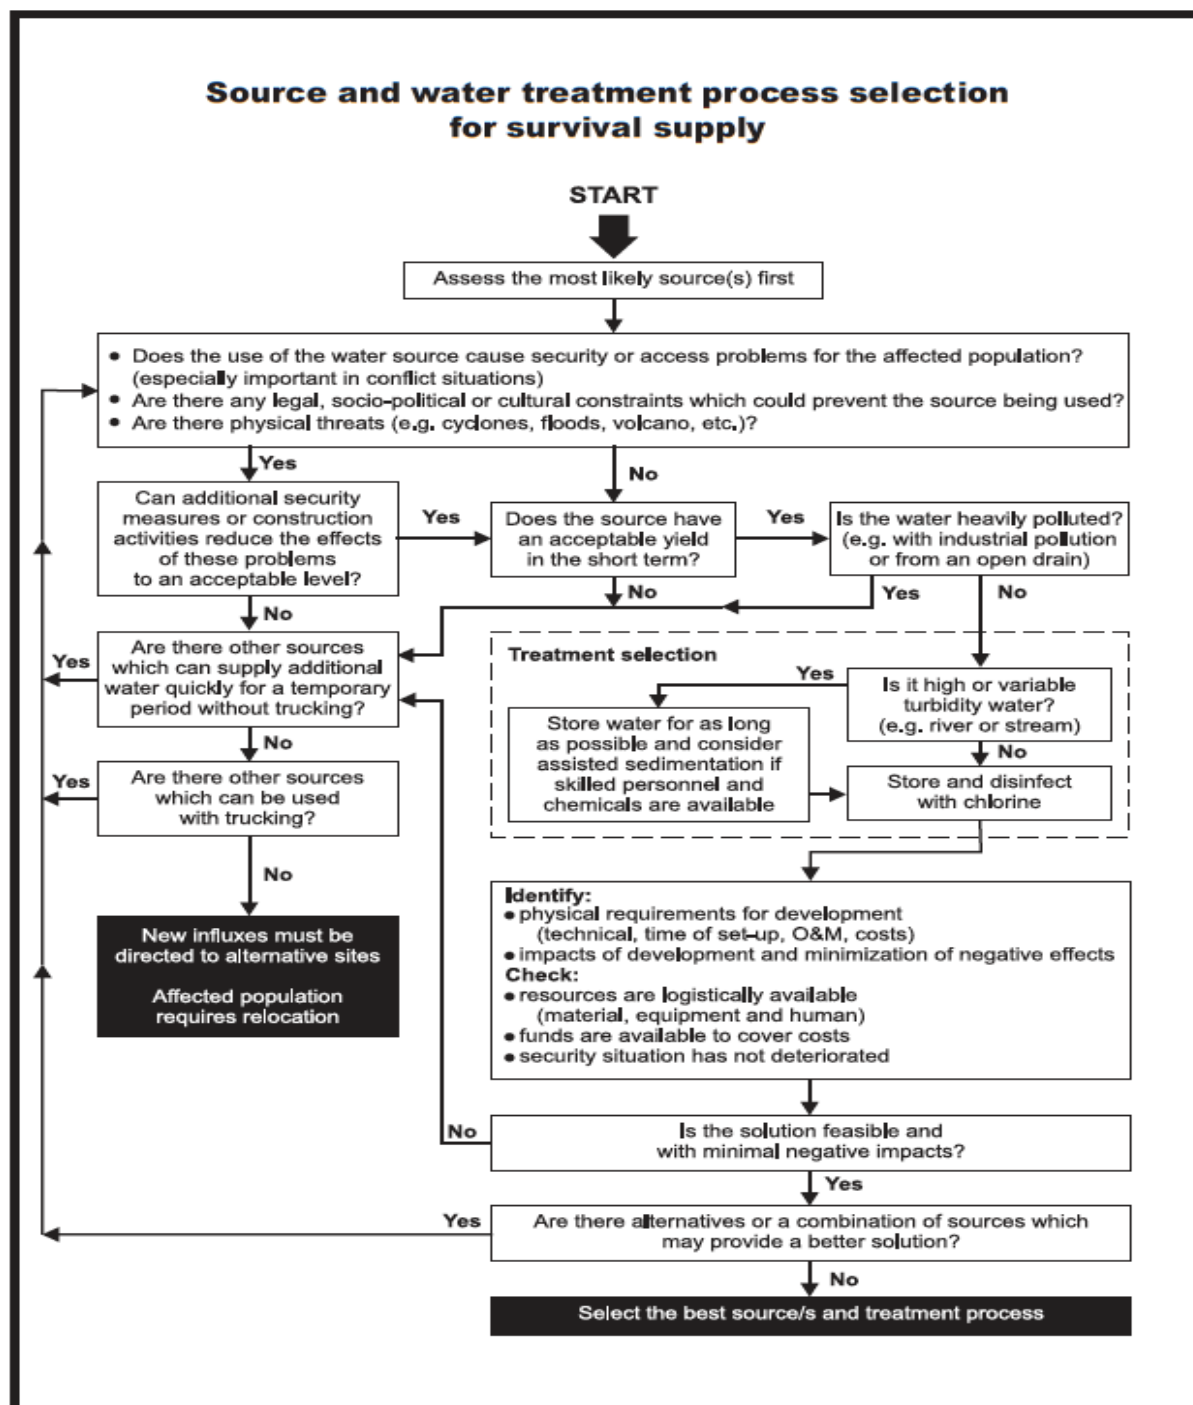 Source and water treatment process selection
for survival supply
START
Assess the most likely source(s) first
• Does the use of the water source cause security or access problems for the affected population?
(especially important in conflict situations)
• Are there any legal, socio-political or cultural constraints which could prevent the source being used?
• Are there physical threats (e.g. cyclones, floods, volcano, etc.)?
Yes
No
Can additional security
measures or construction
activities reduce the effects
of these problems
to an acceptable level?
Yes
Does the source have
an acceptable yield
in the short term?
Yes
Is the water heavily polluted?
(e.g. with industrial pollution
or from an open drain)
No
No
Yes
No
Are there other sources
which can supply additional
water quickly for a temporary
period without trucking?
Yes
Treatment selection
Yes
Is it high or variable
turbidity water?
(e.g. river or stream)
Store water for as long
as possible and consider
assisted sedimentation if
skilled personnel and
chemicals are available
No
Store and disinfect
with chlorine
No
Yes
Are there other sources
which can be used
with trucking?
No
New influxes must be
directed to alternative sites
Affected population
requires relocation
Identify:
• physical requirements for development
(technical, time of set-up, O&M, costs)
• impacts of development and minimization of negative effects
Check:
• resources are logistically available
(material, equipment and human)
• funds are available to cover costs
• security situation has not deteriorated
No
Is the solution feasible and
with minimal negative impacts?
Yes
Yes
Are there alternatives or a combination of sources which
may provide a better solution?
No
Select the best source/s and treatment process